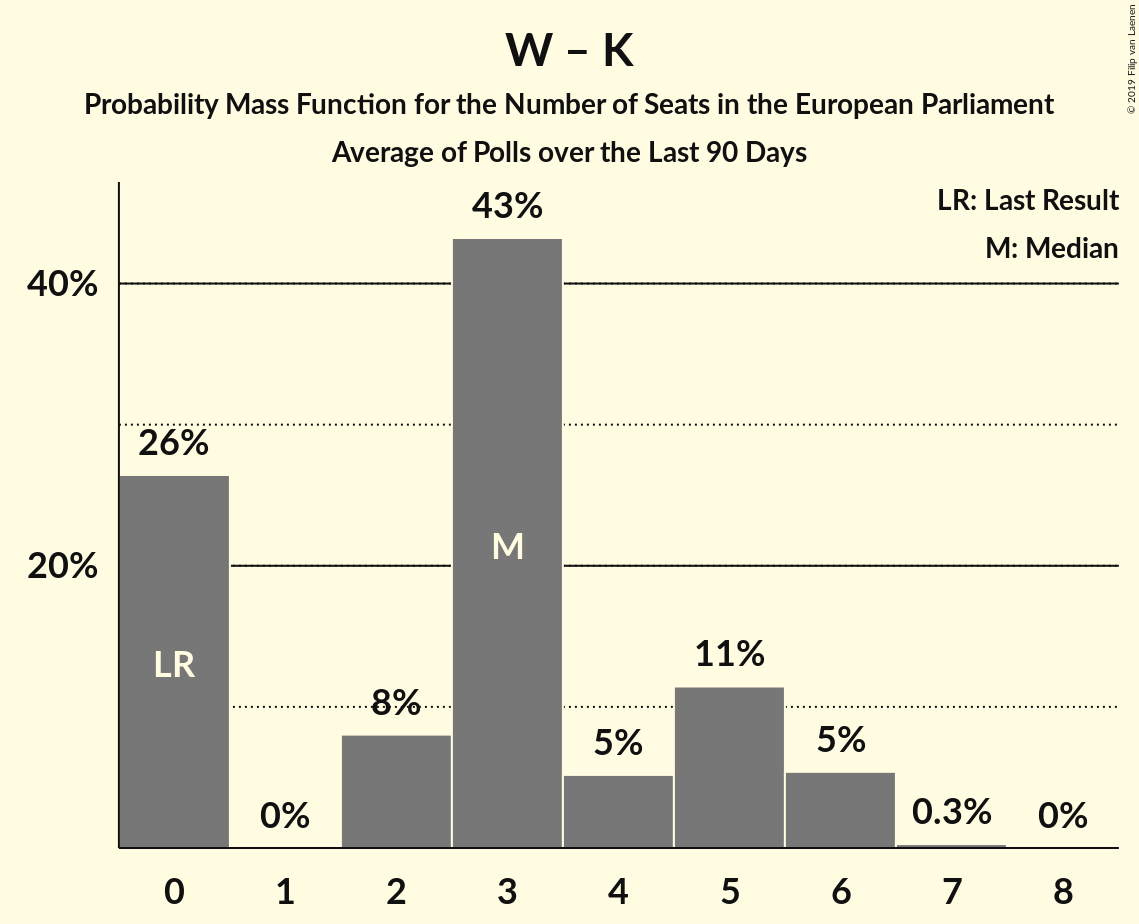 W – K
Probability Mass Function for the Number of Seats in the European Parliament
Average of Polls over the Last 90 Days
© 2019 Filip van Laenen
LR: Last Result
M: Median
43%
40%
26%
M
20%
LR
11%
8%
5%
5%
0%
0.3%
0%
0 1 2 3 4 5 6 7 8